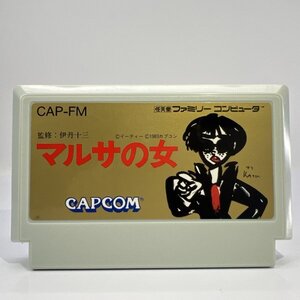 CAP-FM
任天堂 ファミリー コンピュータ
監修：伊丹十三
©イーティー ©1989カプコン
マルサの女
CAPCOM